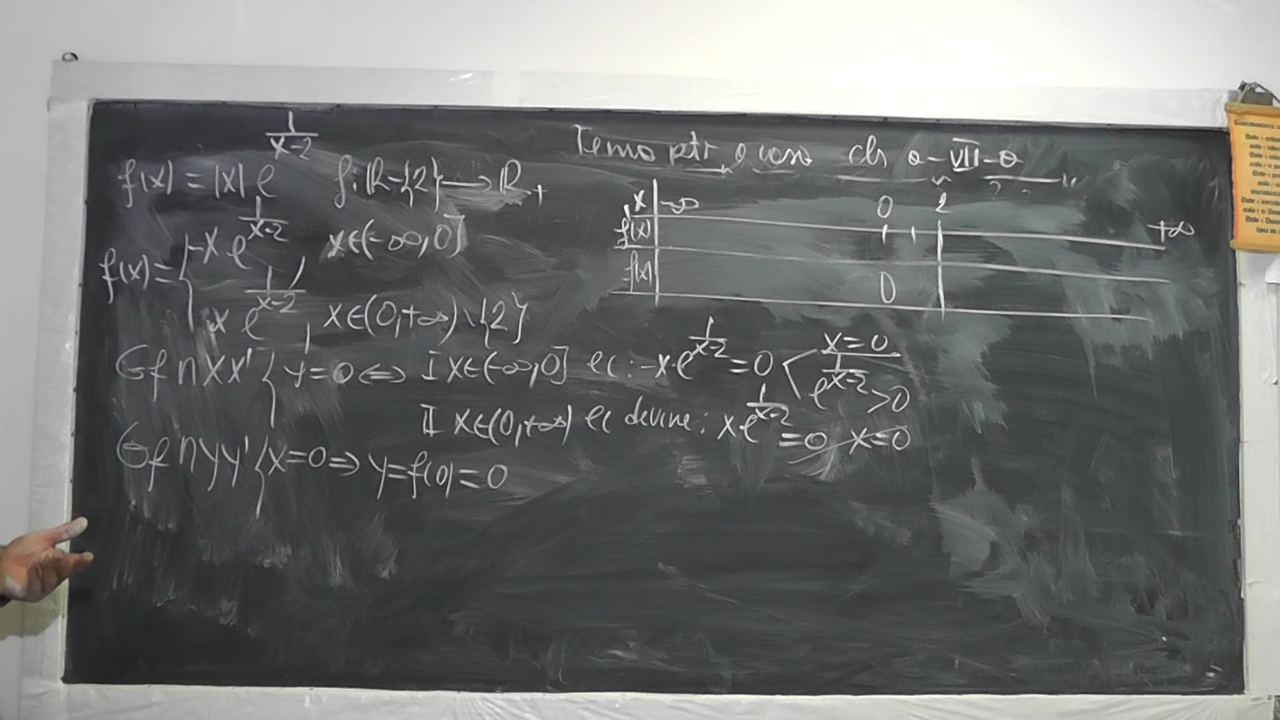 f(x) = |x| e^{1/(x-2)} f: R-{2} → R+
f(x) = { -x e^{1/(x-2)}, x∈(-∞,0]
x e^{1/(x-2)}, x∈(0,+∞)\{2}
Gf ∩ XX' { y=0 ⇔ I x∈(-∞,0] ec: -x·e^{1/(x-2)} = 0 < x=0
e^{1/(x-2)} > 0
II x∈(0,+∞) ec devine: x·e^{1/(x-2)} = 0 x=0
Gf ∩ yy' { x=0 ⇒ y=f(0)=0
Tema ptr. acasa cls a-VII-a
x | -∞ 0 2 +∞
f'(x) |
f(x) | 0